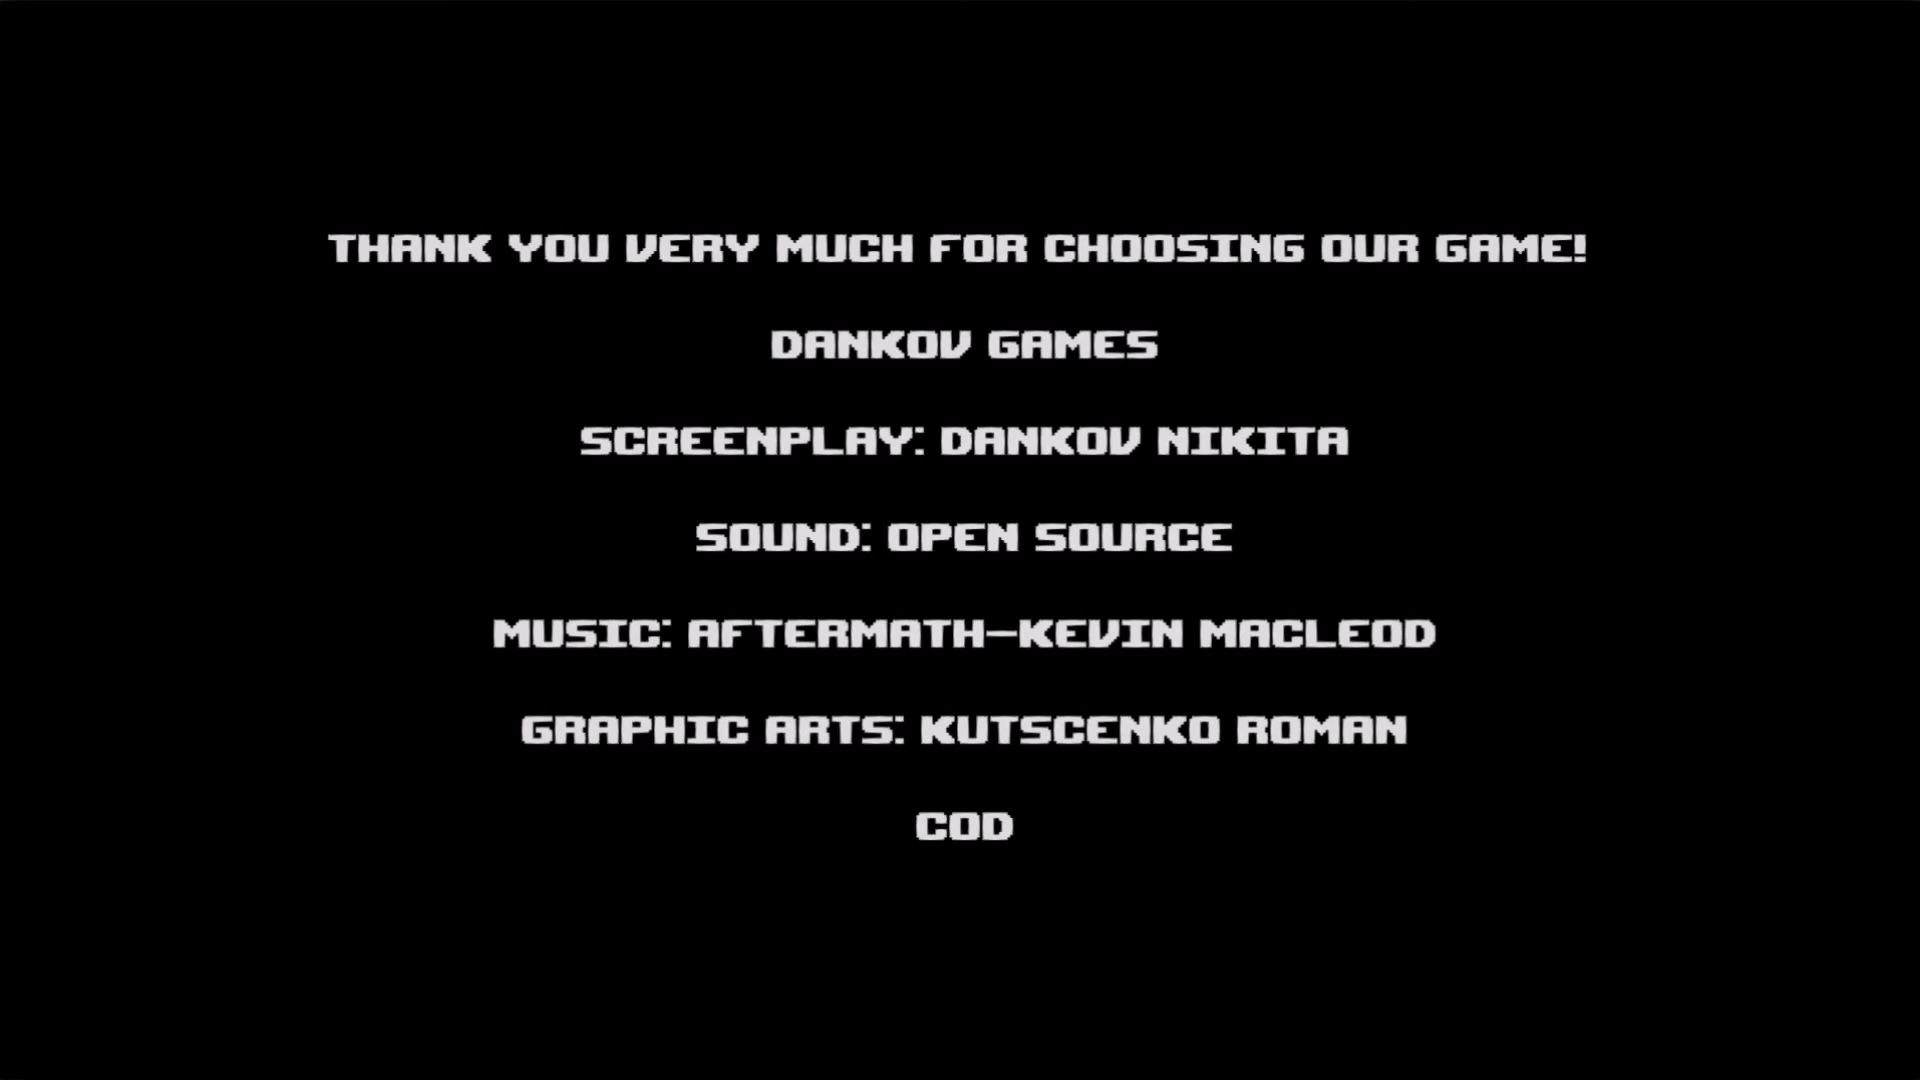 THANK YOU VERY MUCH FOR CHOOSING OUR GAME!
DANKOV GAMES
SCREENPLAY: DANKOV NIKITA
SOUND: OPEN SOURCE
MUSIC: AFTERMATH-KEVIN MACLEOD
GRAPHIC ARTS: KUTSCENKO ROMAN
COD